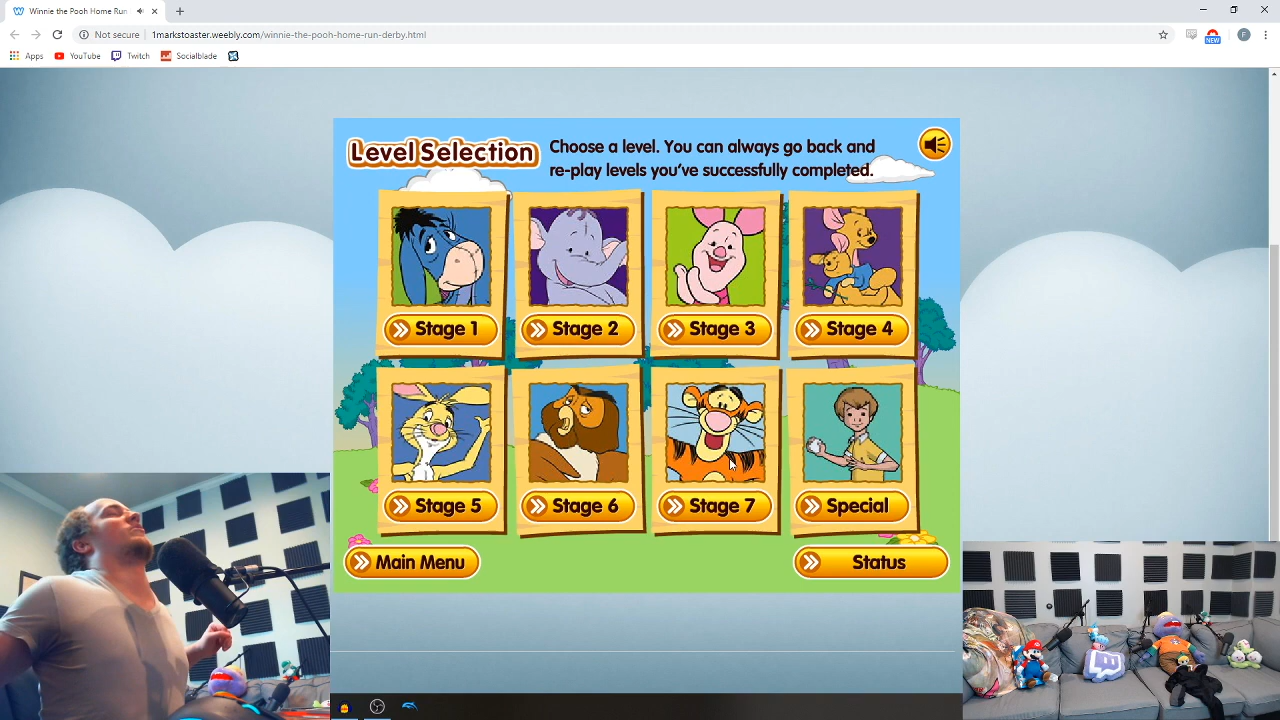 Winnie the Pooh Home Run
Not secure
1markstoaster.weebly.com/winnie-the-pooh-home-run-derby.html
NEW
F
Apps
YouTube
Twitch
Socialblade
Level Selection
Choose a level. You can always go back and
re-play levels you've successfully completed.
Stage 1
Stage 2
Stage 3
Stage 4
Stage 5
Stage 6
Stage 7
Special
Main Menu
Status